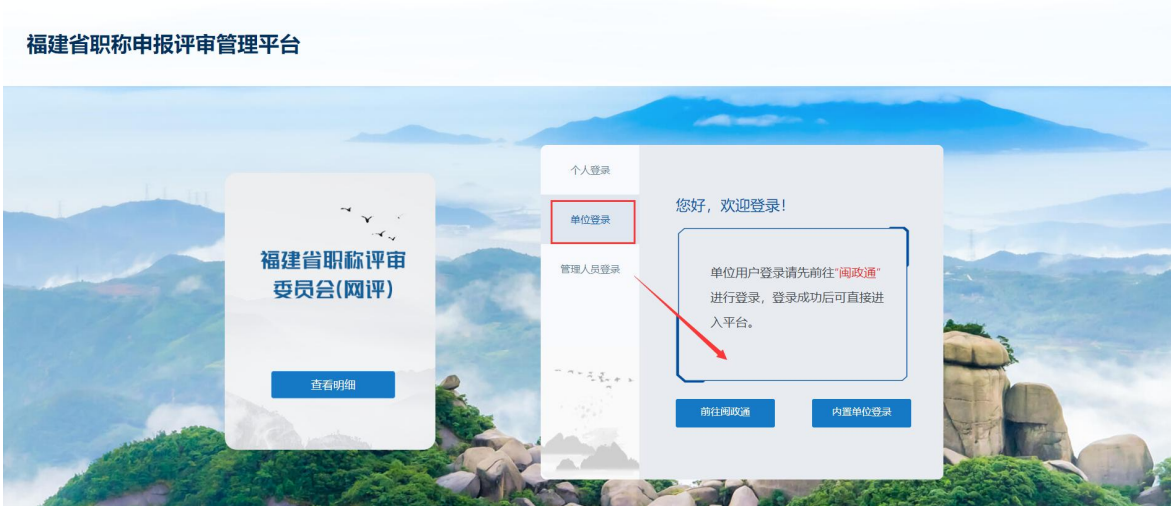 福建省职称申报评审管理平台
福建省职称评审
委员会(网评)
查看明细
个人登录
单位登录
管理人员登录
您好，欢迎登录！
单位用户登录请先前往"闽政通"
进行登录，登录成功后可直接进
入平台。
前往闽政通
内置单位登录